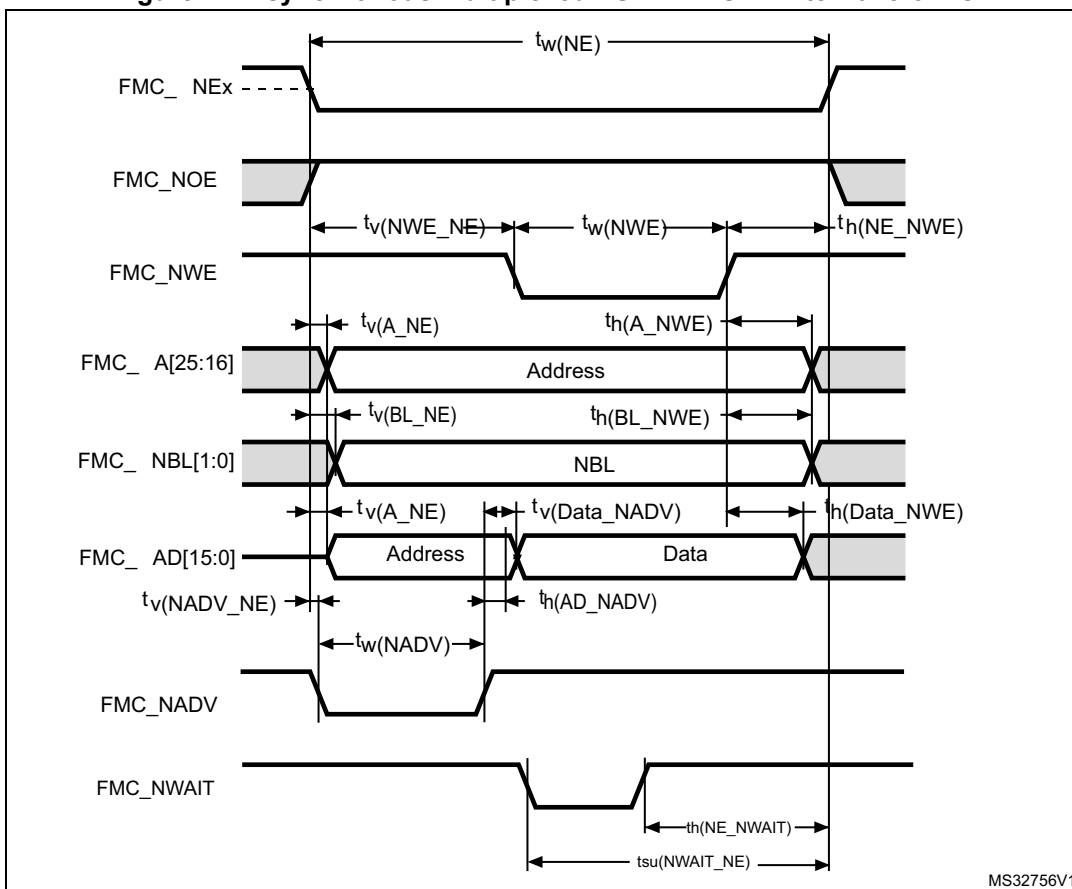 tw(NE)
FMC_ NEx
FMC_NOE
tv(NWE_NE)
tw(NWE)
th(NE_NWE)
FMC_NWE
tv(A_NE)
th(A_NWE)
FMC_ A[25:16]
Address
tv(BL_NE)
th(BL_NWE)
FMC_ NBL[1:0]
NBL
tv(A_NE)
tv(Data_NADV)
th(Data_NWE)
FMC_ AD[15:0]
Address
Data
tv(NADV_NE)
th(AD_NADV)
tw(NADV)
FMC_NADV
FMC_NWAIT
th(NE_NWAIT)
tsu(NWAIT_NE)
MS32756V1